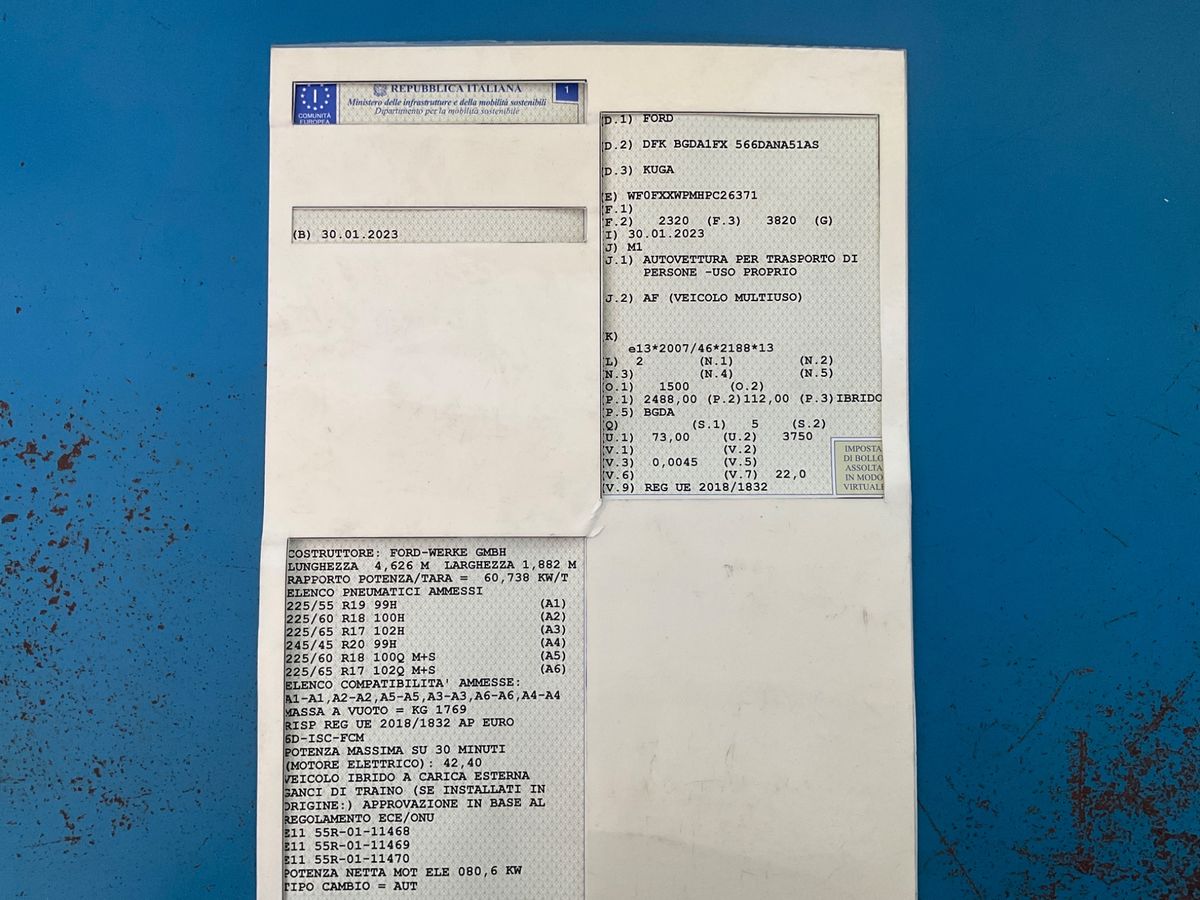 REPUBBLICA ITALIANA
Ministero delle infrastrutture e della mobilità sostenibili
Dipartimento per la mobilità sostenibile
I
COMUNITÀ
EUROPEA
1
(B) 30.01.2023
(D.1) FORD
(D.2) DFK BGDA1FX 566DANA51AS
(D.3) KUGA
(E) WF0FXXWPMHPC26371
(F.1)
(F.2) 2320 (F.3) 3820 (G)
(I) 30.01.2023
(J) M1
(J.1) AUTOVETTURA PER TRASPORTO DI
PERSONE -USO PROPRIO
(J.2) AF (VEICOLO MULTIUSO)
(K)
e13*2007/46*2188*13
(L) 2 (N.1) (N.2)
(N.3) (N.4) (N.5)
(O.1) 1500 (O.2)
(P.1) 2488,00 (P.2)112,00 (P.3)IBRIDO
(P.5) BGDA
(Q) (S.1) 5 (S.2)
(U.1) 73,00 (U.2) 3750
(V.1) (V.2)
(V.3) 0,0045 (V.5)
(V.6) (V.7) 22,0
(V.9) REG UE 2018/1832
IMPOSTA
DI BOLLO
ASSOLTA
IN MODO
VIRTUALE
COSTRUTTORE: FORD-WERKE GMBH
LUNGHEZZA 4,626 M LARGHEZZA 1,882 M
RAPPORTO POTENZA/TARA = 60,738 KW/T
ELENCO PNEUMATICI AMMESSI
225/55 R19 99H (A1)
225/60 R18 100H (A2)
225/65 R17 102H (A3)
245/45 R20 99H (A4)
225/60 R18 100Q M+S (A5)
225/65 R17 102Q M+S (A6)
ELENCO COMPATIBILITA' AMMESSE:
A1-A1,A2-A2,A5-A5,A3-A3,A6-A6,A4-A4
MASSA A VUOTO = KG 1769
RISP REG UE 2018/1832 AP EURO
6D-ISC-FCM
POTENZA MASSIMA SU 30 MINUTI
(MOTORE ELETTRICO): 42,40
VEICOLO IBRIDO A CARICA ESTERNA
GANCI DI TRAINO (SE INSTALLATI IN
ORIGINE:) APPROVAZIONE IN BASE AL
REGOLAMENTO ECE/ONU
E11 55R-01-11468
E11 55R-01-11469
E11 55R-01-11470
POTENZA NETTA MOT ELE 080,6 KW
TIPO CAMBIO = AUT